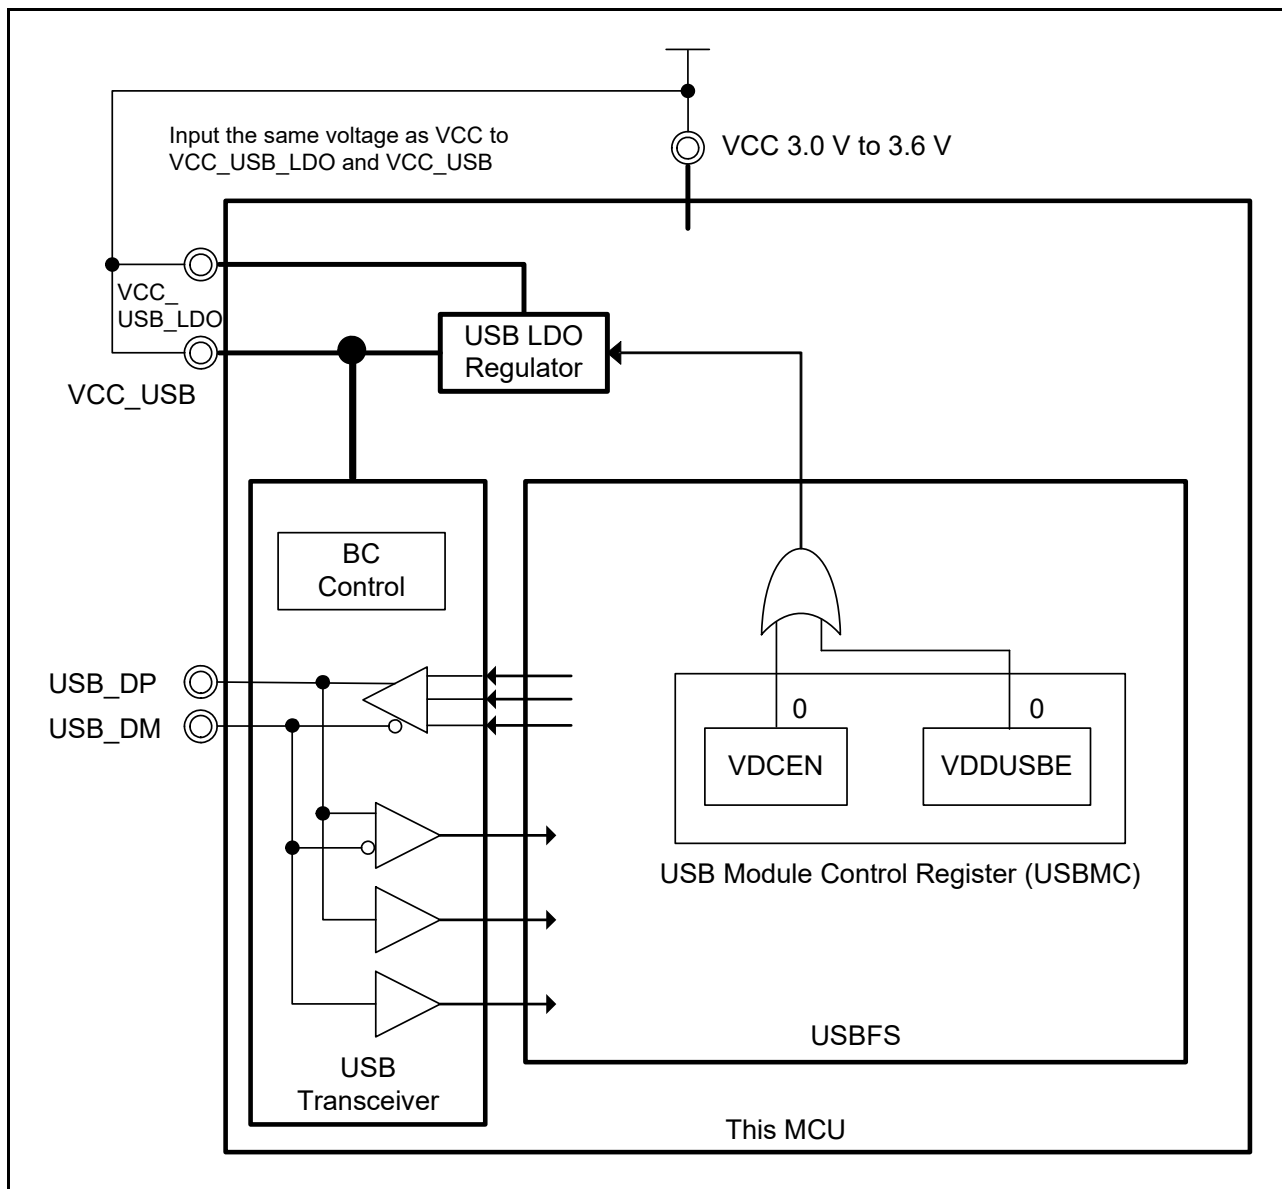 Input the same voltage as VCC to
VCC_USB_LDO and VCC_USB
VCC 3.0 V to 3.6 V
VCC_
USB_LDO
USB LDO
Regulator
VCC_USB
BC
Control
USB_DP
USB_DM
0
0
VDCEN
VDDUSBE
USB Module Control Register (USBMC)
USBFS
USB
Transceiver
This MCU